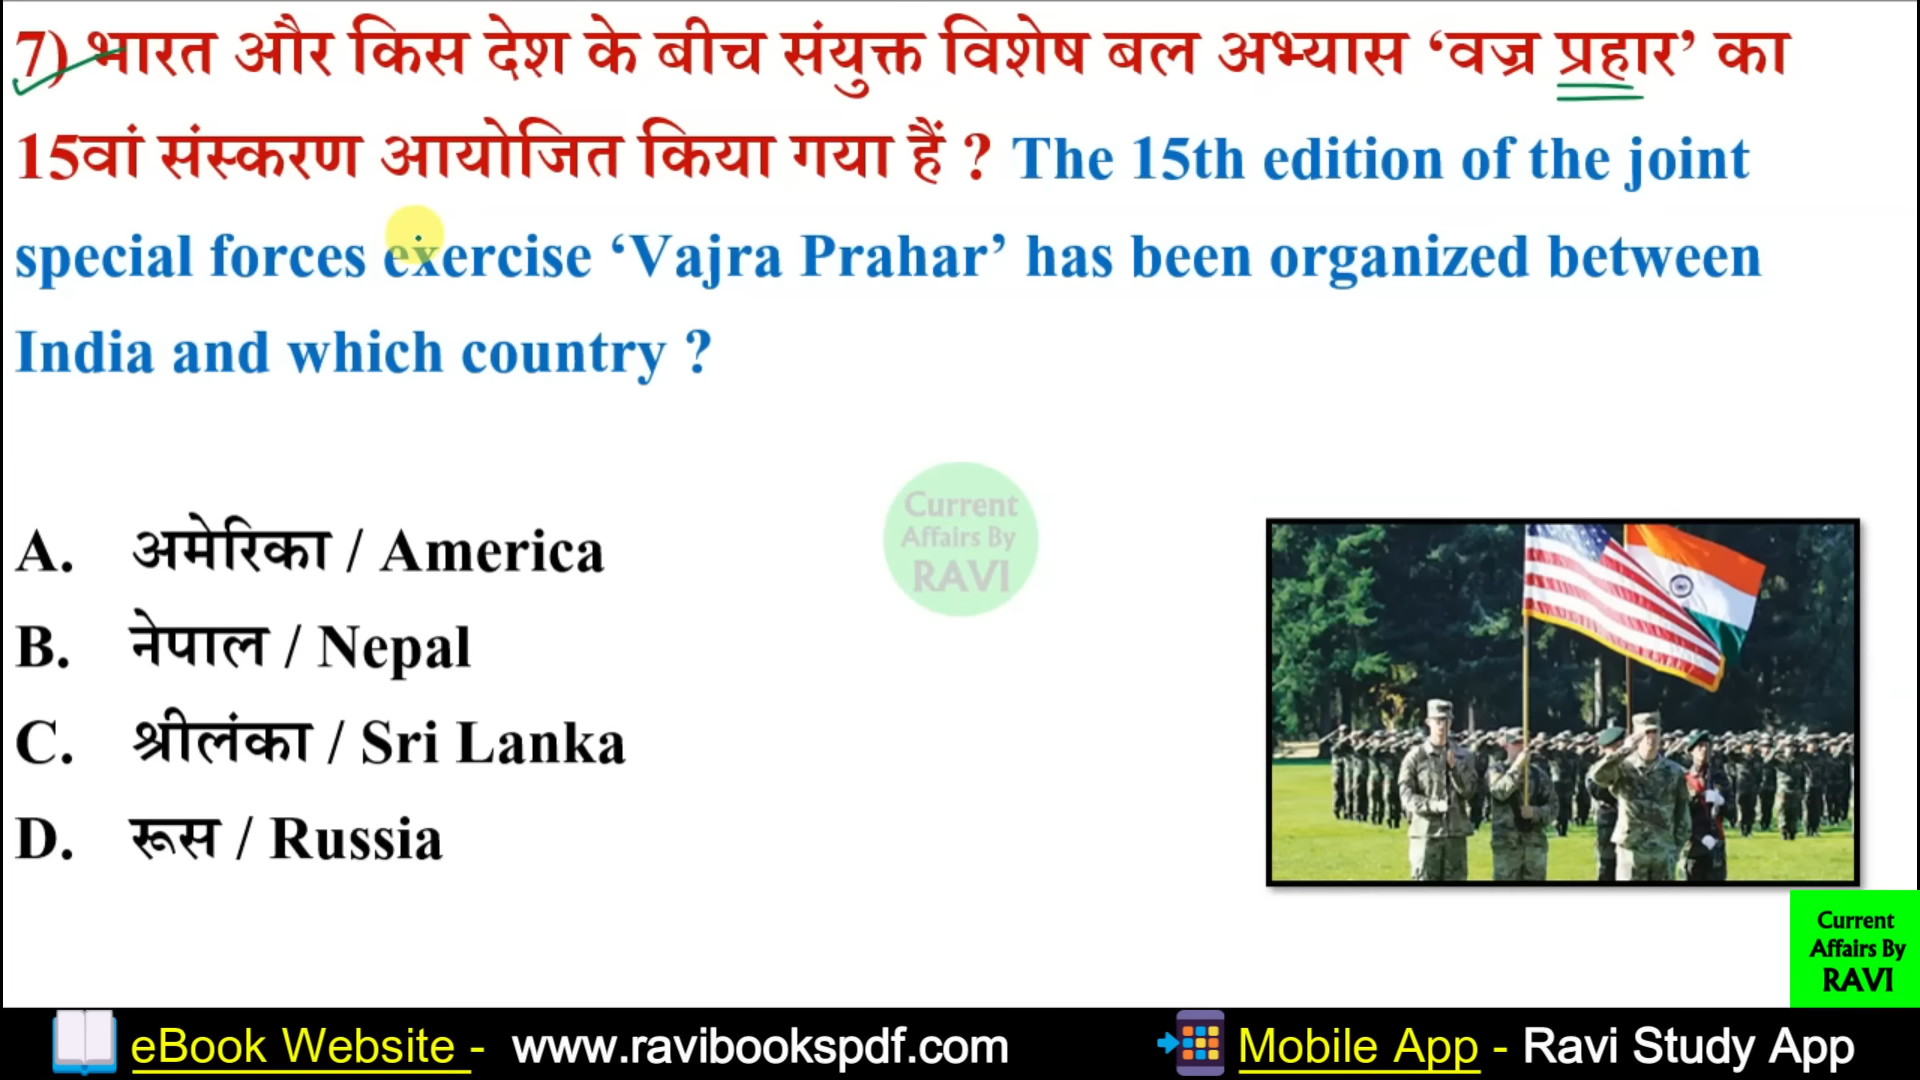 7) भारत और किस देश के बीच संयुक्त विशेष बल अभ्यास ‘वज्र प्रहार’ का
15वां संस्करण आयोजित किया गया हैं ? The 15th edition of the joint
special forces exercise ‘Vajra Prahar’ has been organized between
India and which country ?
Current
Affairs By
RAVI
A. अमेरिका / America
B. नेपाल / Nepal
C. श्रीलंका / Sri Lanka
D. रूस / Russia
Current
Affairs By
RAVI
eBook Website - www.ravibookspdf.com
Mobile App - Ravi Study App